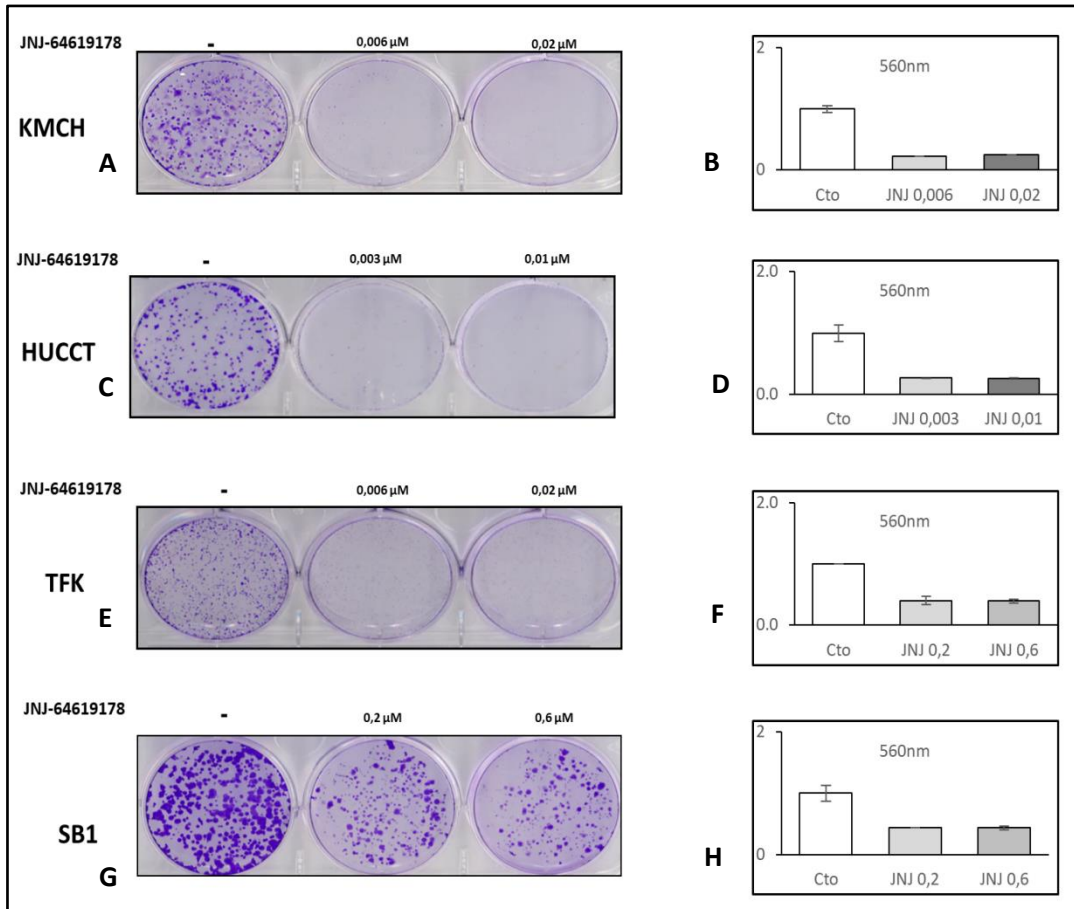 JNJ-64619178 - 0,006 µM 0,02 µM
KMCH
A
2
560nm
0
B
Cto JNJ 0,006 JNJ 0,02
JNJ-64619178 - 0,003 µM 0,01 µM
HUCCT
C
2.0
560nm
0.0
D
Cto JNJ 0,003 JNJ 0,01
JNJ-64619178 - 0,006 µM 0,02 µM
TFK
E
2.0
560nm
0.0
F
Cto JNJ 0,2 JNJ 0,6
JNJ-64619178 - 0,2 µM 0,6 µM
SB1
G
2
560nm
0
H
Cto JNJ 0,2 JNJ 0,6